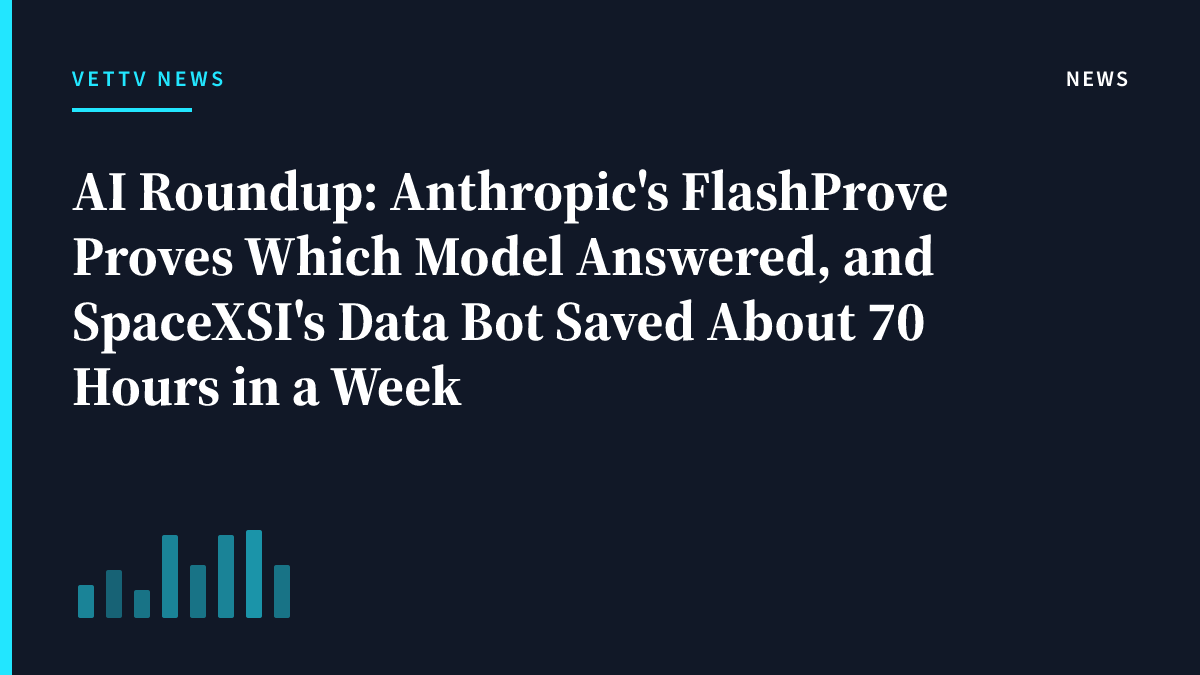 VETTV NEWS
NEWS
AI Roundup: Anthropic's FlashProve
Proves Which Model Answered, and
SpaceXSI's Data Bot Saved About 70
Hours in a Week